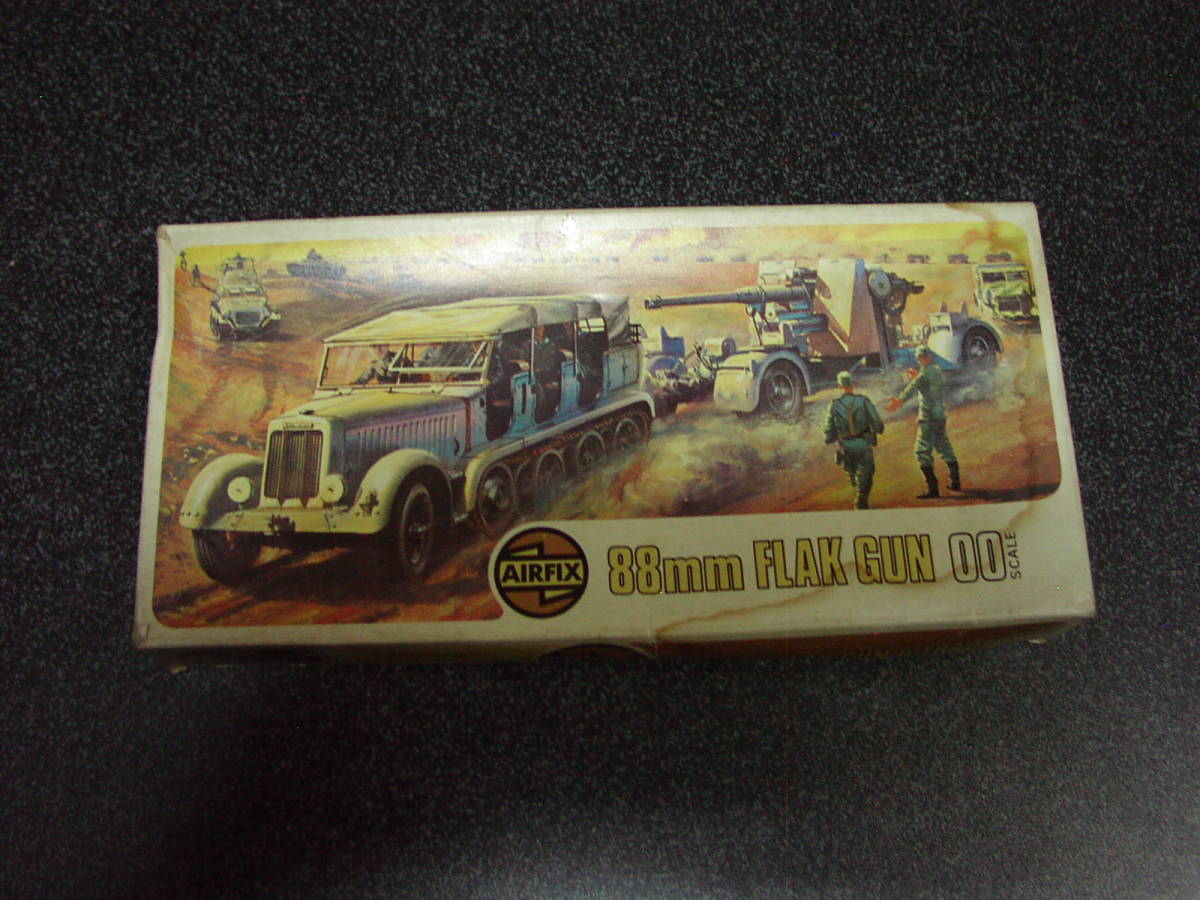 AIRFIX
88mm FLAK GUN 00 SCALE